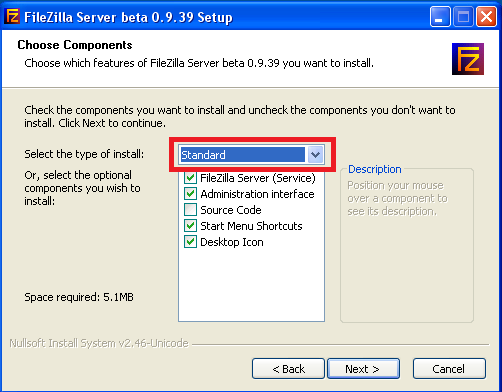 FileZilla Server beta 0.9.39 Setup
Choose Components
Choose which features of FileZilla Server beta 0.9.39 you want to install.
FZ
Check the components you want to install and uncheck the components you don't want to
install. Click Next to continue.
Select the type of install:
Standard
Or, select the optional
components you wish to
install:
FileZilla Server (Service)
Administration interface
Source Code
Start Menu Shortcuts
Desktop Icon
Description
Position your mouse
over a component to
see its description.
Space required: 5.1MB
Nullsoft Install System v2.46-Unicode
< Back
Next >
Cancel